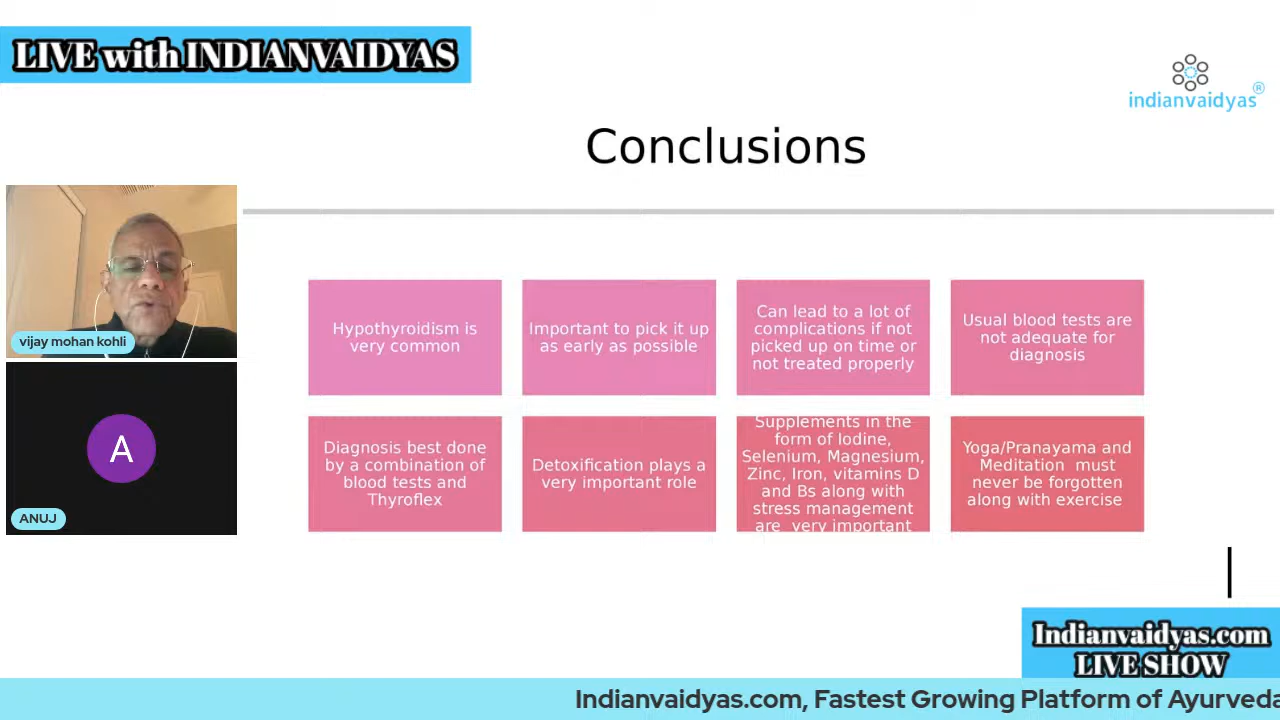 LIVE with INDIANVAIDYAS
indianvaidyas®
Conclusions
vijay mohan kohli
A
ANUJ
Hypothyroidism is
very common
Important to pick it up
as early as possible
Can lead to a lot of
complications if not
picked up on time or
not treated properly
Usual blood tests are
not adequate for
diagnosis
Diagnosis best done
by a combination of
blood tests and
Thyroflex
Detoxification plays a
very important role
Supplements in the
form of Iodine,
Selenium, Magnesium,
Zinc, Iron, vitamins D
and Bs along with
stress management
are very important
Yoga/Pranayama and
Meditation must
never be forgotten
along with exercise
Indianvaidyas.com
LIVE SHOW
Indianvaidyas.com, Fastest Growing Platform of Ayurveda